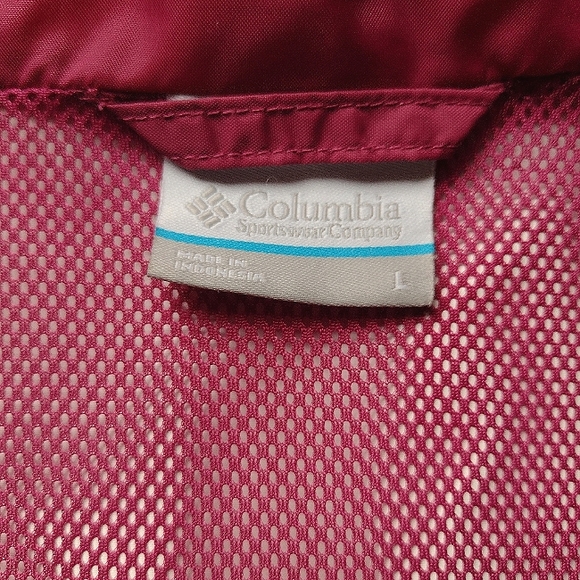 Columbia
Sportswear Company
MADE IN
INDONESIA
L